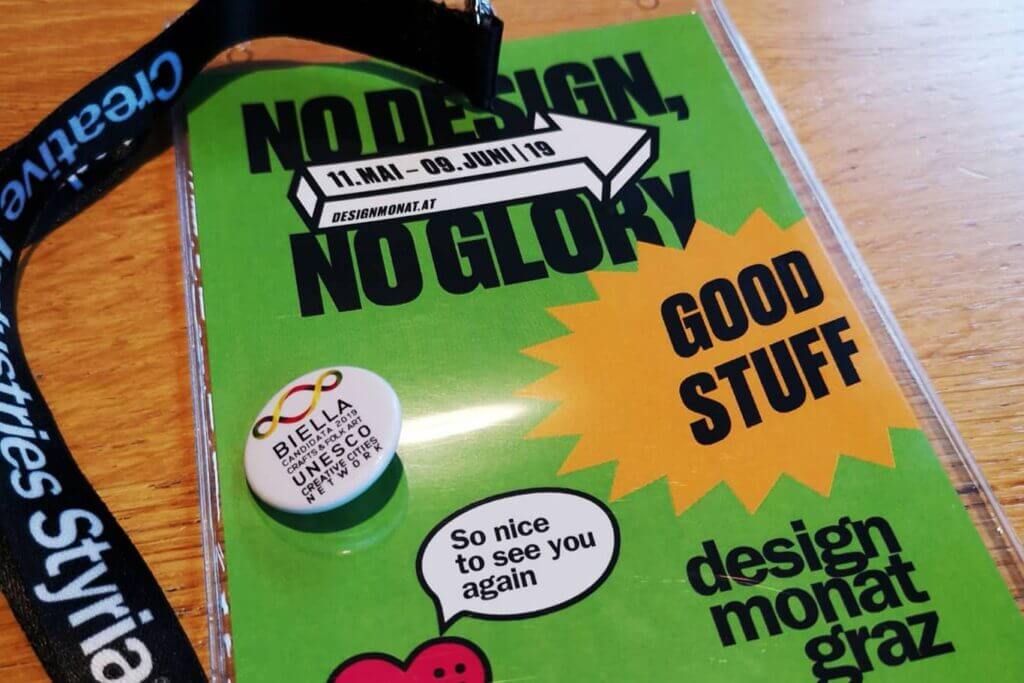 Creative Industries Styria
NO DESIGN,
11.MAI – 09.JUNI | 19
DESIGNMONAT.AT
NO GLORY
GOOD
STUFF
BIELLA
CANDIDATA 2019
CRAFTS & FOLK ART
UNESCO
CREATIVE CITIES
NETWORK
So nice
to see you
again
design
monat
graz